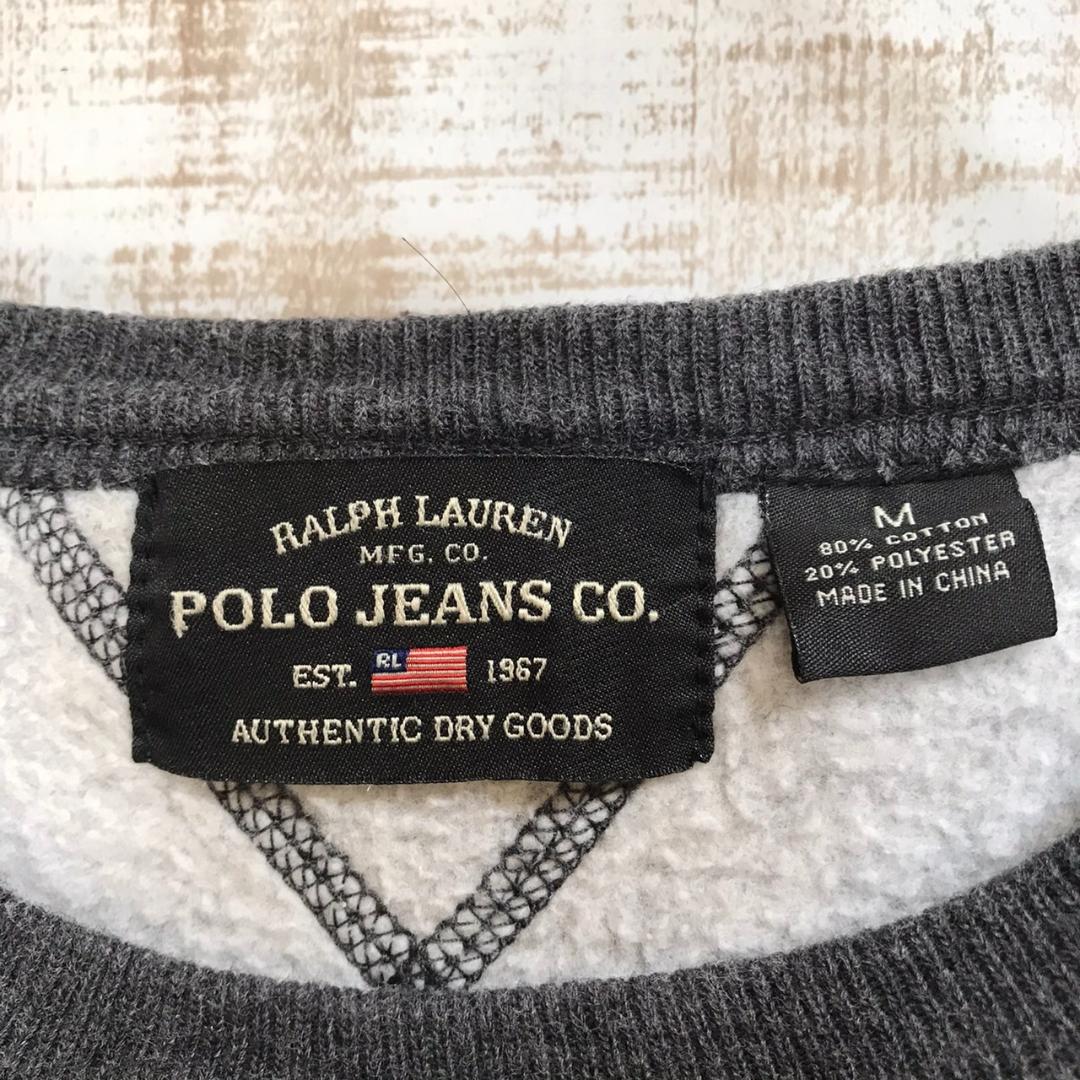 RALPH LAUREN
MFG. CO.
POLO JEANS CO.
EST. RL 1967
AUTHENTIC DRY GOODS
M
80% COTTON
20% POLYESTER
MADE IN CHINA